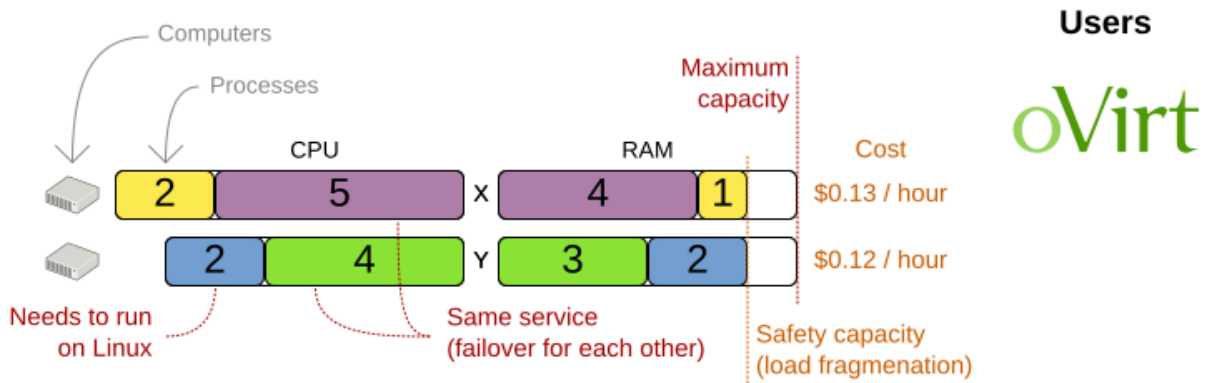 Users
Computers
Processes
Maximum
capacity
oVirt
CPU
RAM
Cost
2
5
X
4
1
$0.13 / hour
2
4
Y
3
2
$0.12 / hour
Needs to run
on Linux
Same service
(failover for each other)
Safety capacity
(load fragmenation)